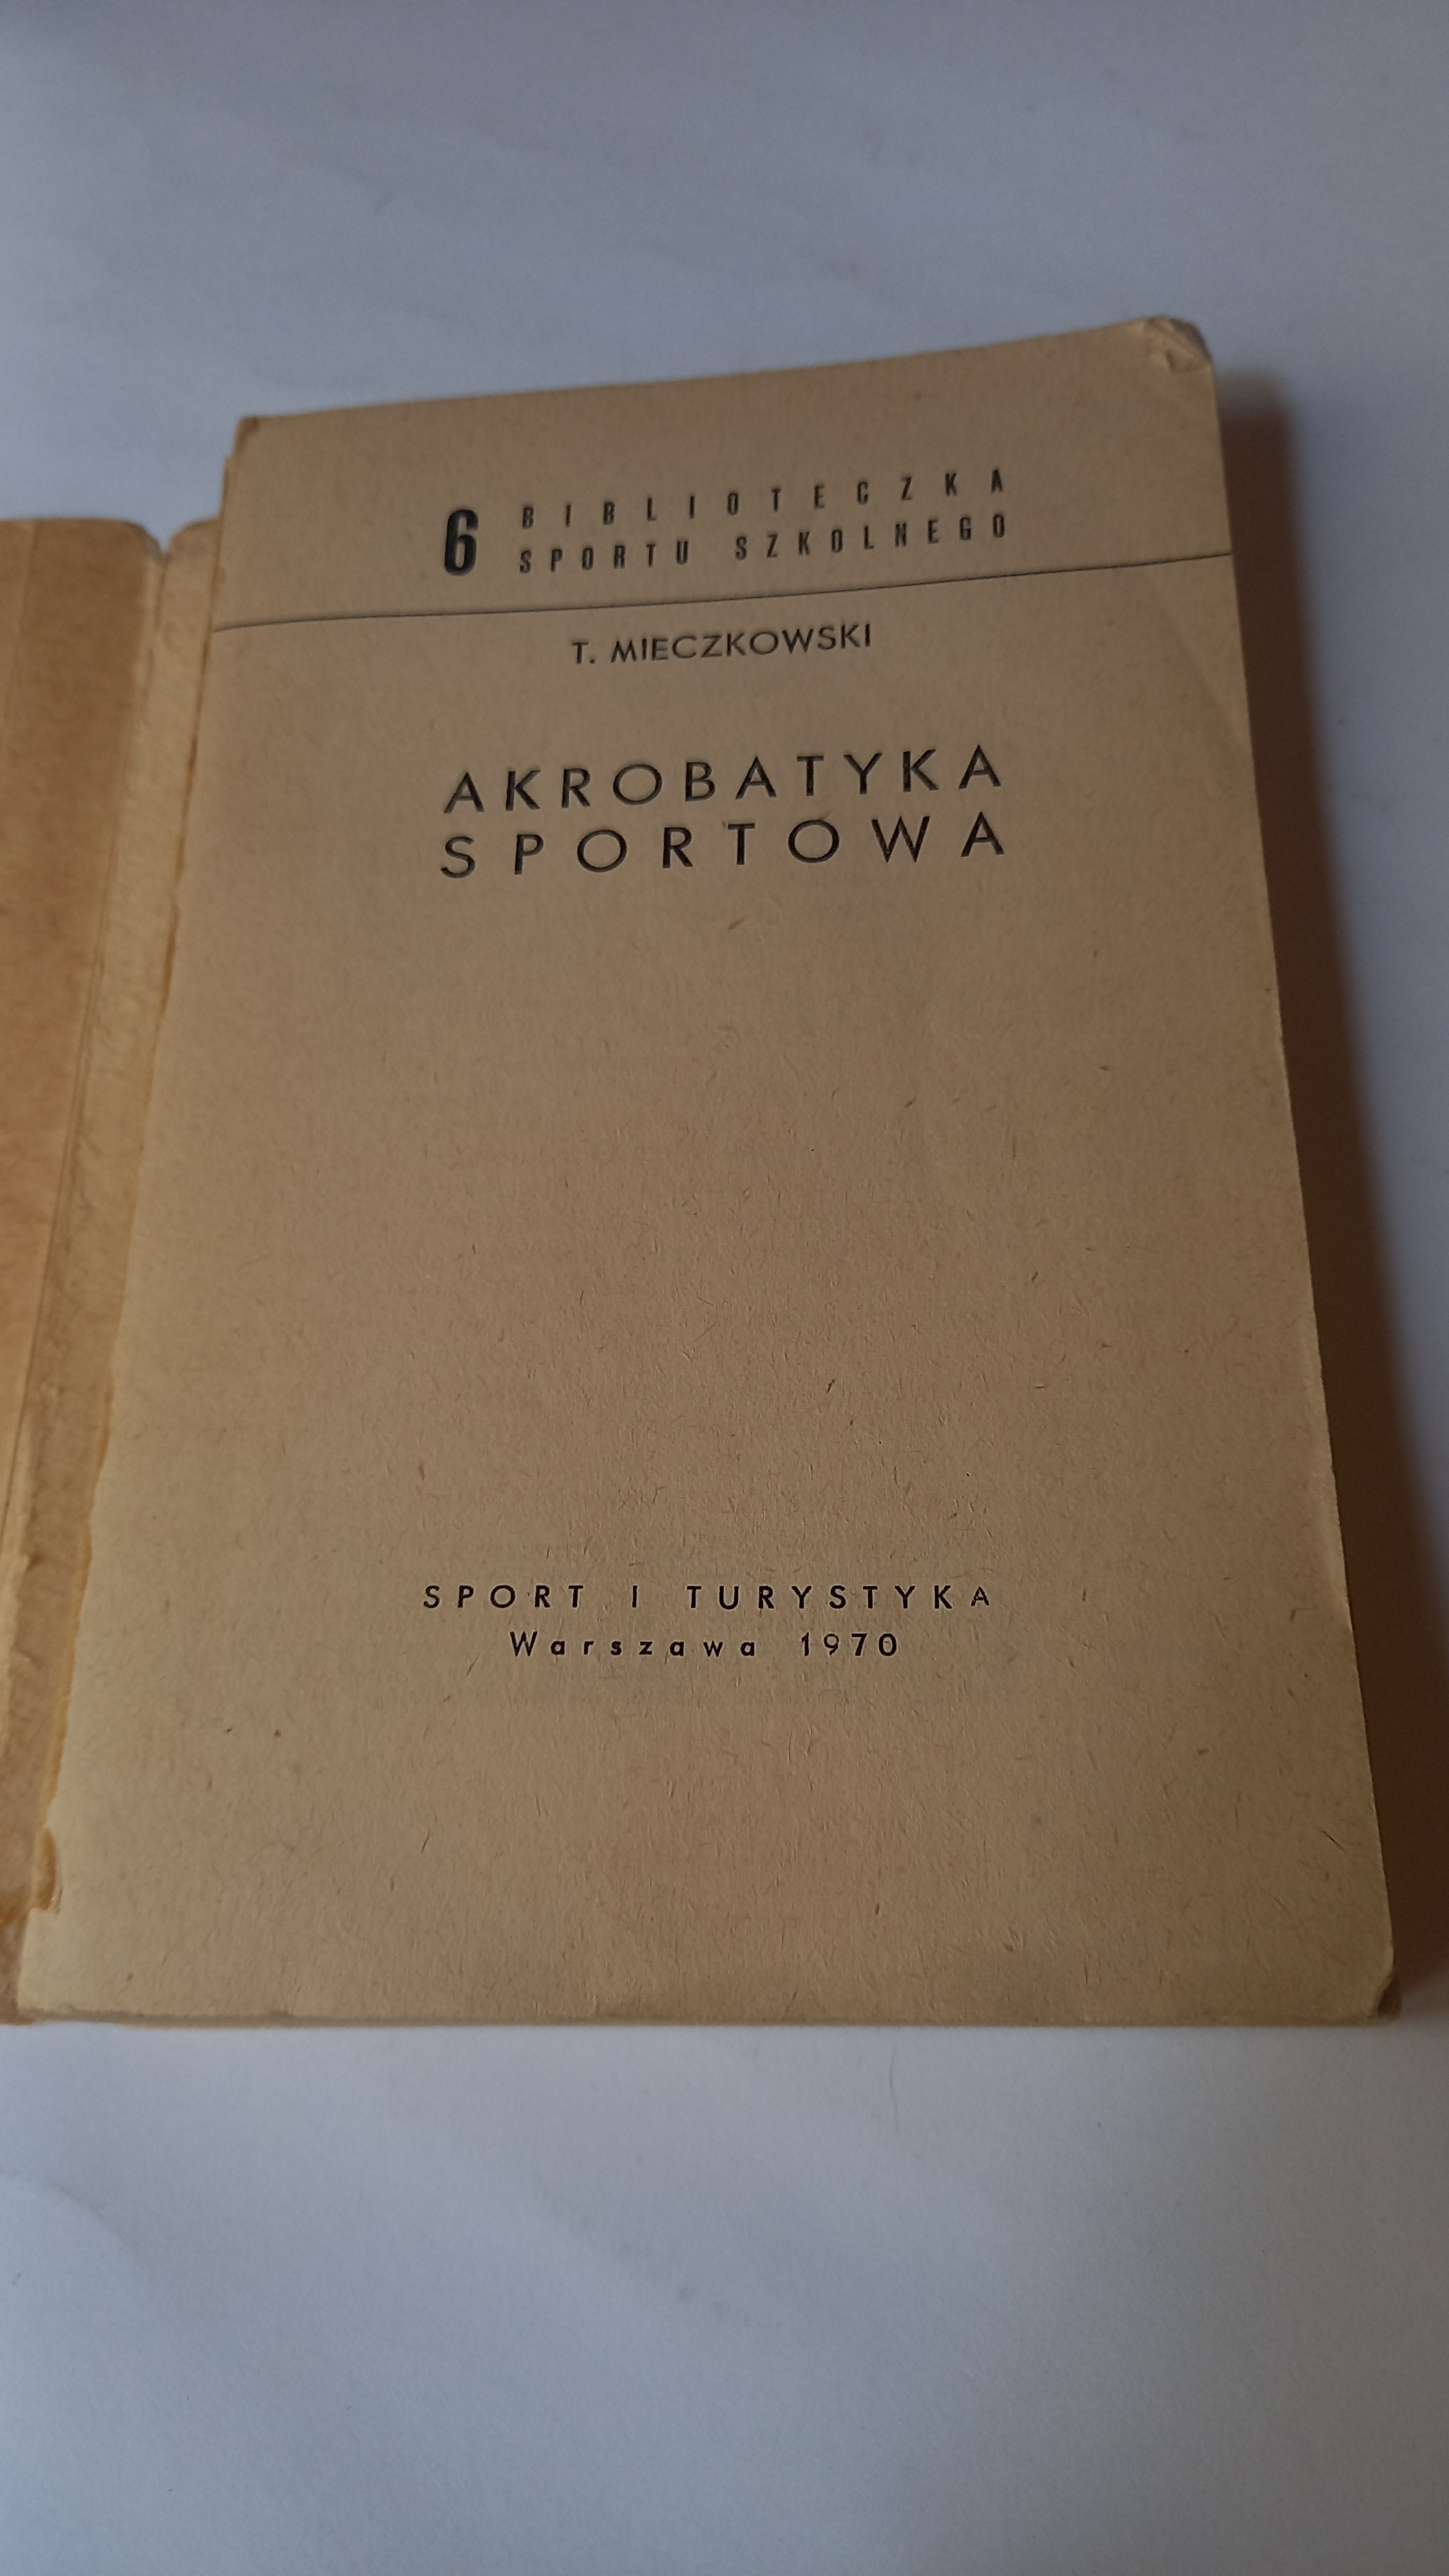 6 BIBLIOTECZKA
SPORTU SZKOLNEGO
T. MIECZKOWSKI
AKROBATYKA
SPORTOWA
SPORT I TURYSTYKA
Warszawa 1970